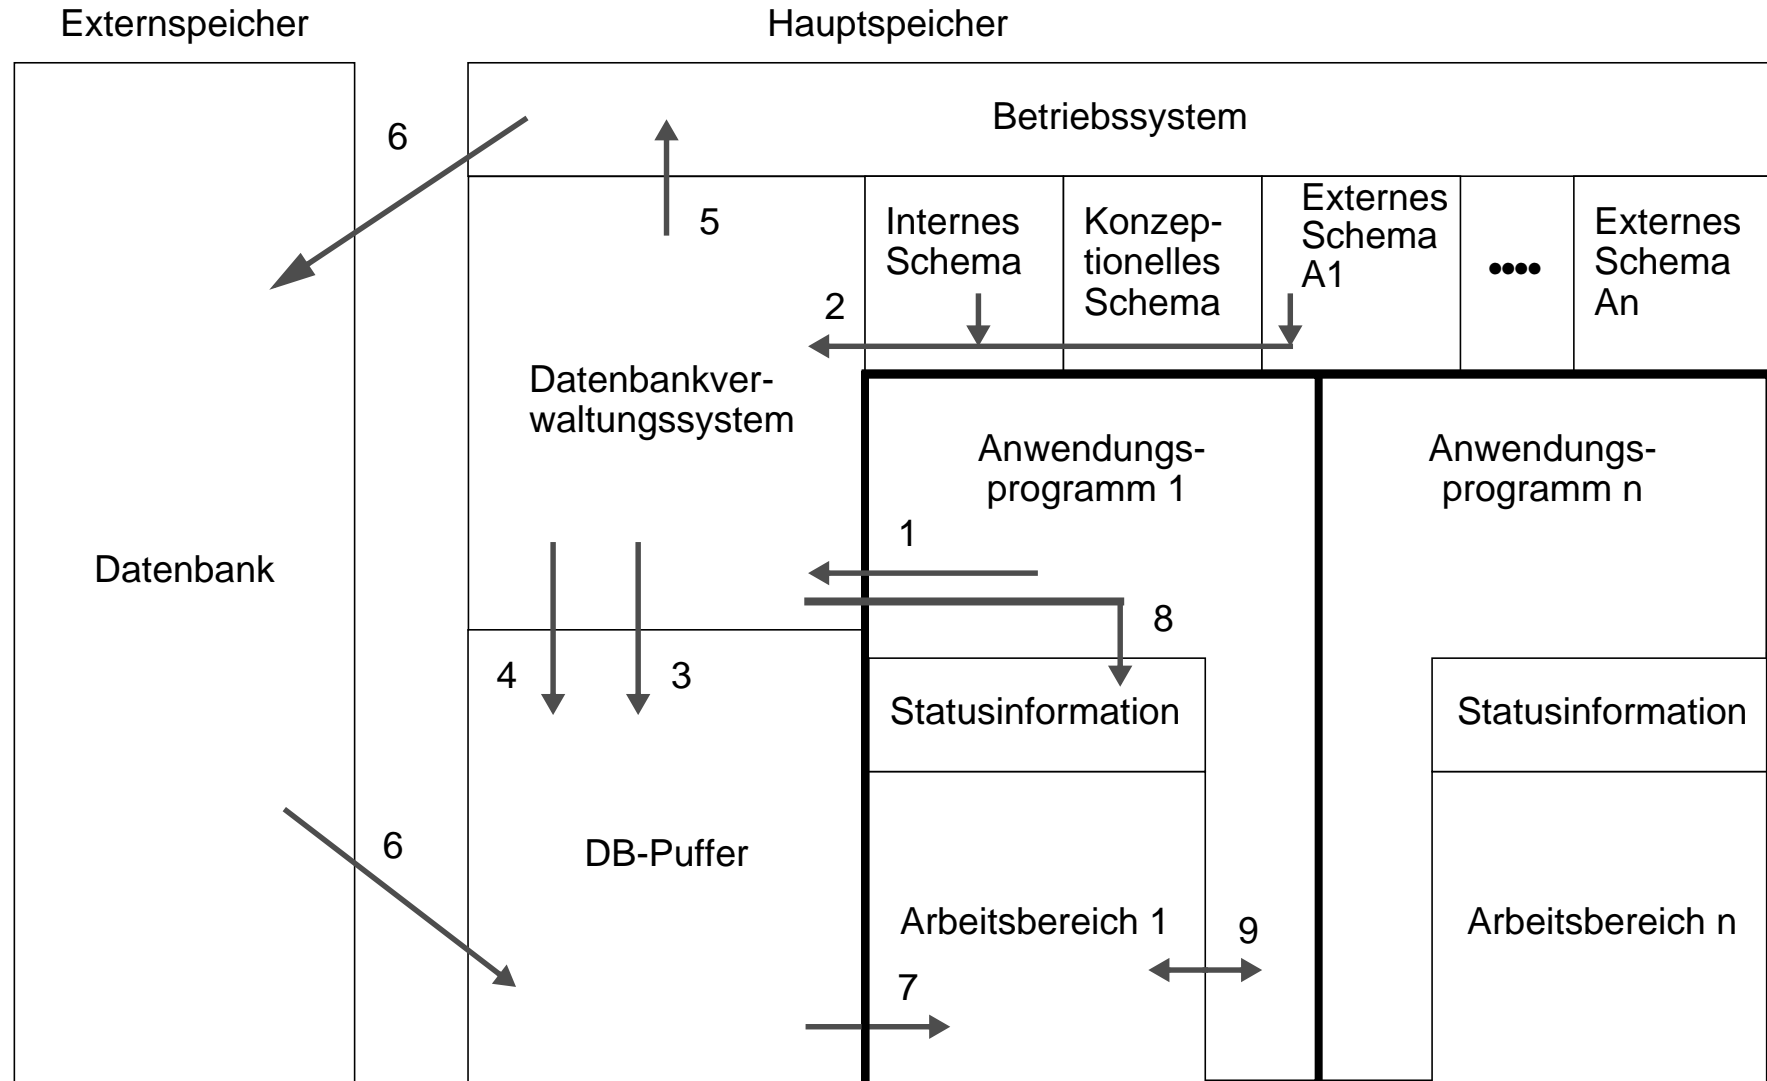 Externspeicher
Hauptspeicher
Betriebssystem
6
5
Internes
Schema
Konzep-
tionelles
Schema
Externes
Schema
A1
••••
Externes
Schema
An
2
Datenbankver-
waltungssystem
Anwendungs-
programm 1
Anwendungs-
programm n
1
Datenbank
8
4
3
Statusinformation
Statusinformation
6
DB-Puffer
Arbeitsbereich 1
9
Arbeitsbereich n
7